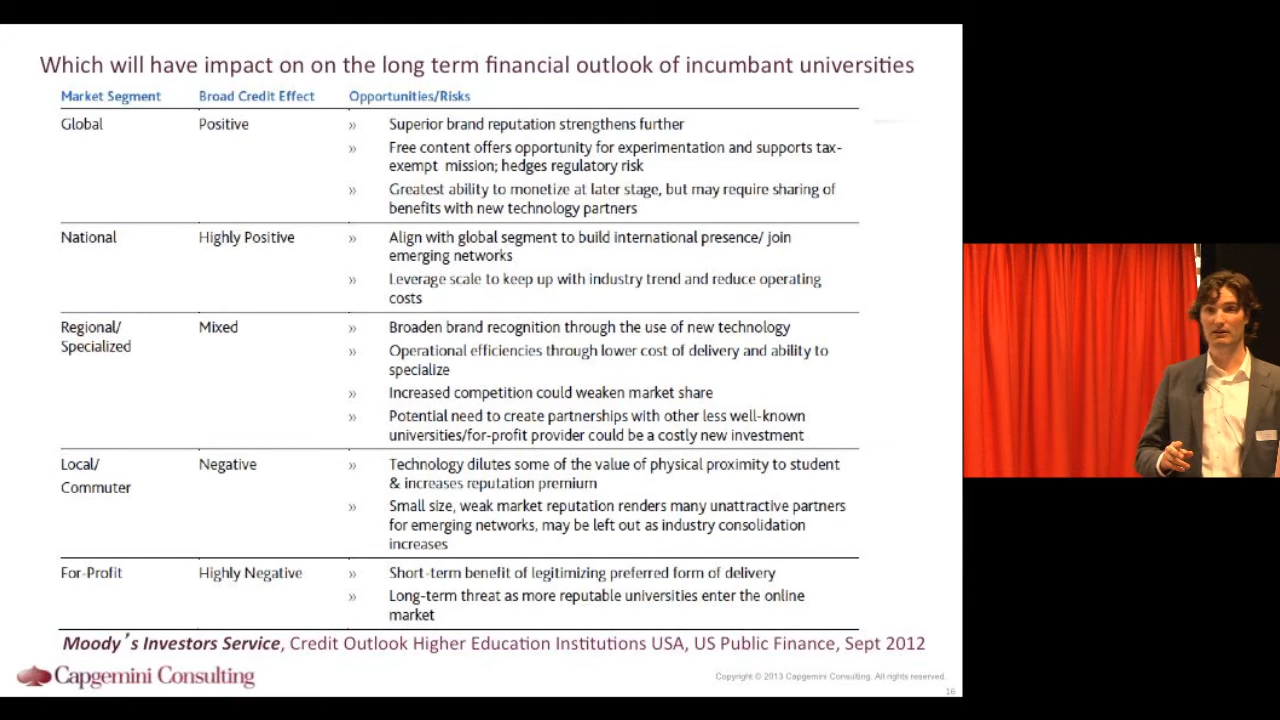 Which will have impact on on the long term financial outlook of incumbant universities
Market Segment Broad Credit Effect Opportunities/Risks
Global Positive » Superior brand reputation strengthens further
» Free content offers opportunity for experimentation and supports tax-
exempt mission; hedges regulatory risk
» Greatest ability to monetize at later stage, but may require sharing of
benefits with new technology partners
National Highly Positive » Align with global segment to build international presence/ join
emerging networks
» Leverage scale to keep up with industry trend and reduce operating
costs
Regional/ Mixed » Broaden brand recognition through the use of new technology
Specialized
» Operational efficiencies through lower cost of delivery and ability to
specialize
» Increased competition could weaken market share
» Potential need to create partnerships with other less well-known
universities/for-profit provider could be a costly new investment
Local/ Negative » Technology dilutes some of the value of physical proximity to student
Commuter & increases reputation premium
» Small size, weak market reputation renders many unattractive partners
for emerging networks, may be left out as industry consolidation
increases
For-Profit Highly Negative » Short-term benefit of legitimizing preferred form of delivery
» Long-term threat as more reputable universities enter the online
market
Moody's Investors Service, Credit Outlook Higher Education Institutions USA, US Public Finance, Sept 2012
Capgemini Consulting
Copyright © 2013 Capgemini Consulting. All rights reserved.
16